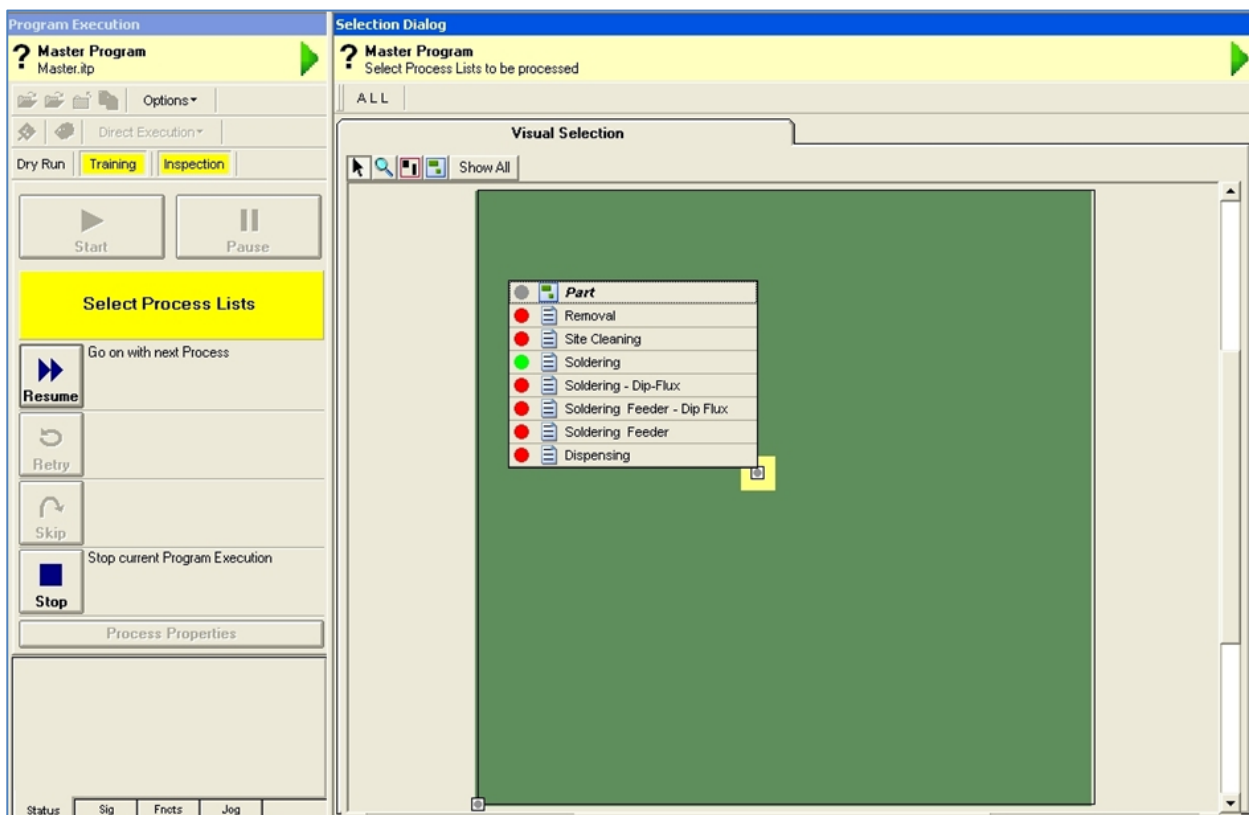 Program Execution
Master Program
Master.itp
Options
Direct Execution
Dry Run Training Inspection
Start Pause
Select Process Lists
Go on with next Process
Resume
Retry
Skip
Stop current Program Execution
Stop
Process Properties
Status Sig Fncts Jog
Selection Dialog
Master Program
Select Process Lists to be processed
ALL
Visual Selection
Show All
Part
Removal
Site Cleaning
Soldering
Soldering - Dip-Flux
Soldering Feeder - Dip Flux
Soldering Feeder
Dispensing